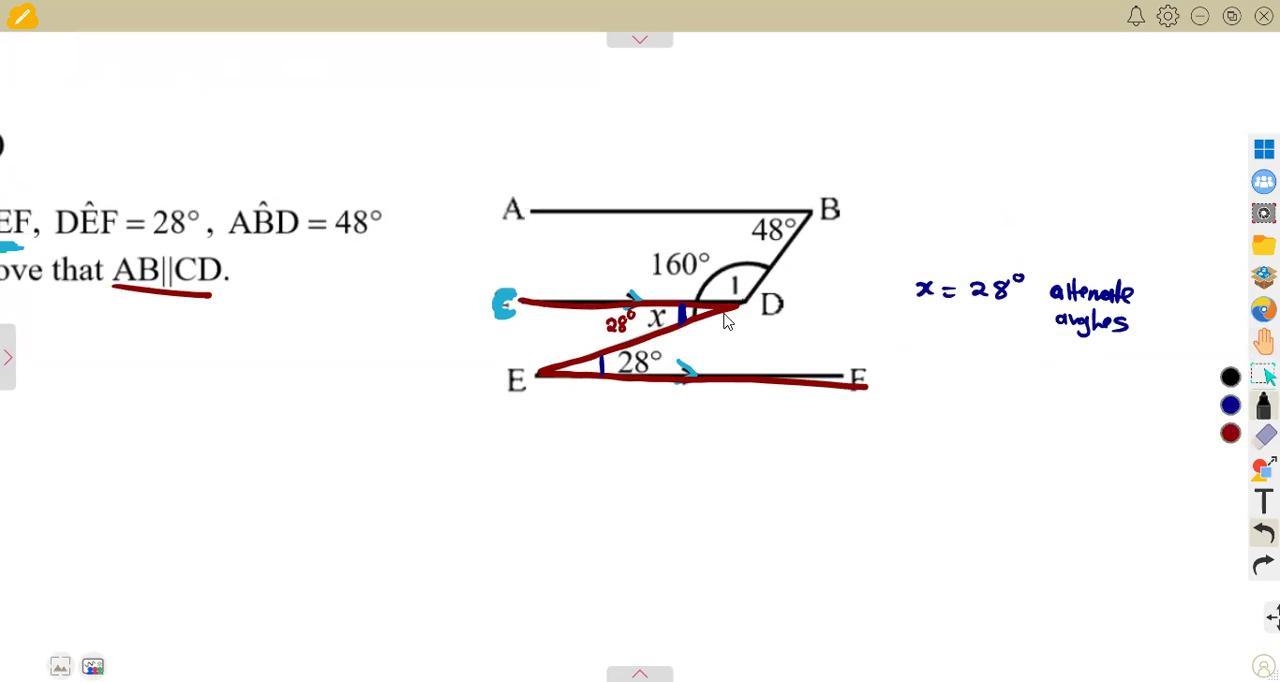 EF, DÊF = 28°, AB̂D = 48°
ove that AB||CD.
A B
48°
160°
1
D
28° x
E 28° F
x = 28° alternate
angles
T